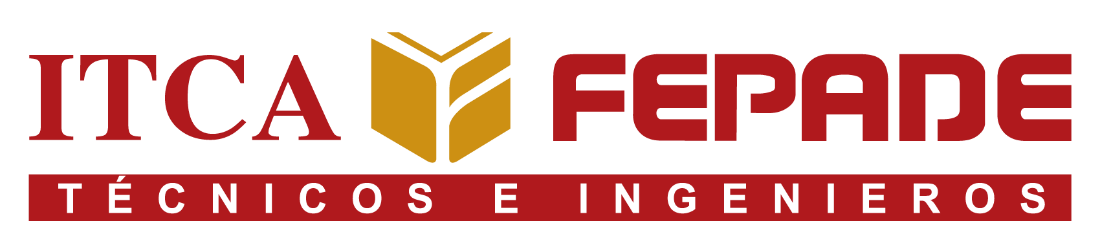 ITCA FEPADE
TÉCNICOS E INGENIEROS